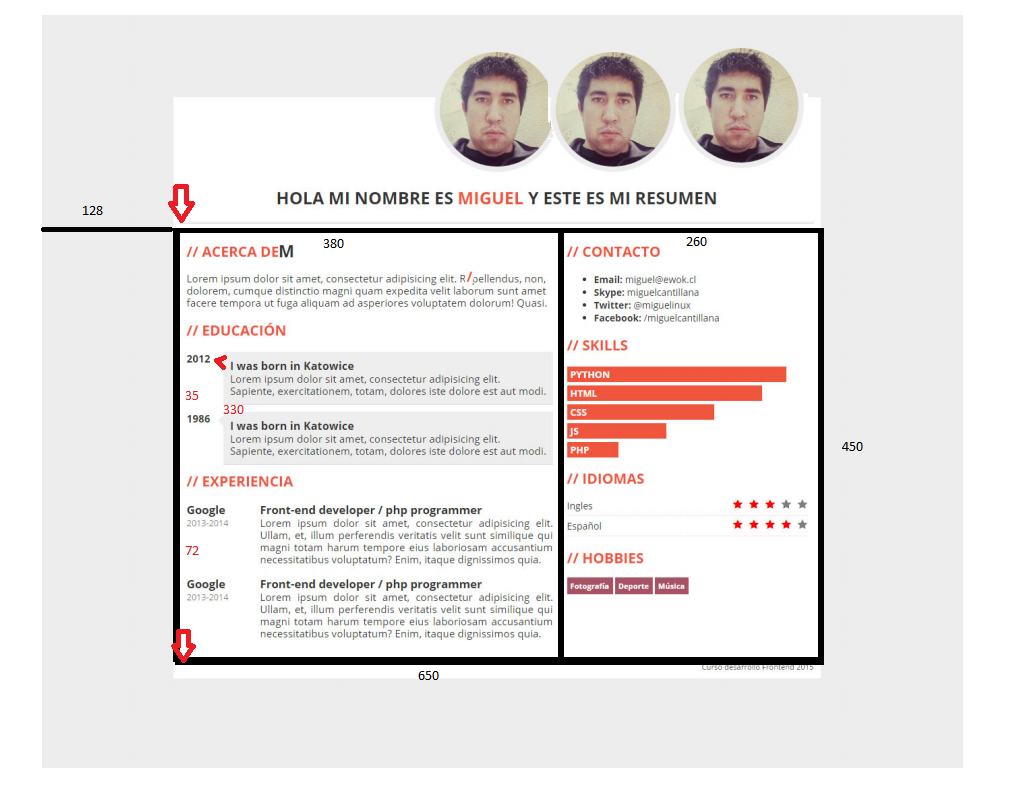 HOLA MI NOMBRE ES MIGUEL Y ESTE ES MI RESUMEN
128
// ACERCA DEM
380
Lorem ipsum dolor sit amet, consectetur adipisicing elit. R/pellendus, non,
dolorem, cumque distinctio magni quam expedita velit laborum sunt amet
facere tempora ut fuga aliquam ad asperiores voluptatem dolorum! Quasi.
// EDUCACIÓN
2012
I was born in Katowice
Lorem ipsum dolor sit amet, consectetur adipisicing elit.
Sapiente, exercitationem, totam, dolores iste dolore est aut modi.
35
330
1986
I was born in Katowice
Lorem ipsum dolor sit amet, consectetur adipisicing elit.
Sapiente, exercitationem, totam, dolores iste dolore est aut modi.
// EXPERIENCIA
Google
2013-2014
Front-end developer / php programmer
Lorem ipsum dolor sit amet, consectetur adipisicing elit.
Ullam, et, illum perferendis veritatis velit sunt similique qui
magni totam harum tempore eius laboriosam accusantium
necessitatibus voluptatum? Enim, itaque dignissimos quia.
72
Google
2013-2014
Front-end developer / php programmer
Lorem ipsum dolor sit amet, consectetur adipisicing elit.
Ullam, et, illum perferendis veritatis velit sunt similique qui
magni totam harum tempore eius laboriosam accusantium
necessitatibus voluptatum? Enim, itaque dignissimos quia.
260
// CONTACTO
Email: miguel@ewok.cl
Skype: miguelcantillana
Twitter: @miguelinux
Facebook: /miguelcantillana
// SKILLS
PYTHON
HTML
CSS
JS
PHP
450
// IDIOMAS
Ingles
Español
// HOBBIES
Fotografía Deporte Música
Curso desarrollo Frontend 2015
650